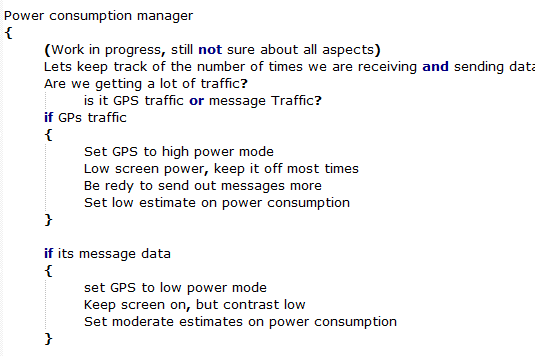 Power consumption manager
{
(Work in progress, still not sure about all aspects)
Lets keep track of the number of times we are receiving and sending data
Are we getting a lot of traffic?
is it GPS traffic or message Traffic?
if GPs traffic
{
Set GPS to high power mode
Low screen power, keep it off most times
Be redy to send out messages more
Set low estimate on power consumption
}
if its message data
{
set GPS to low power mode
Keep screen on, but contrast low
Set moderate estimates on power consumption
}